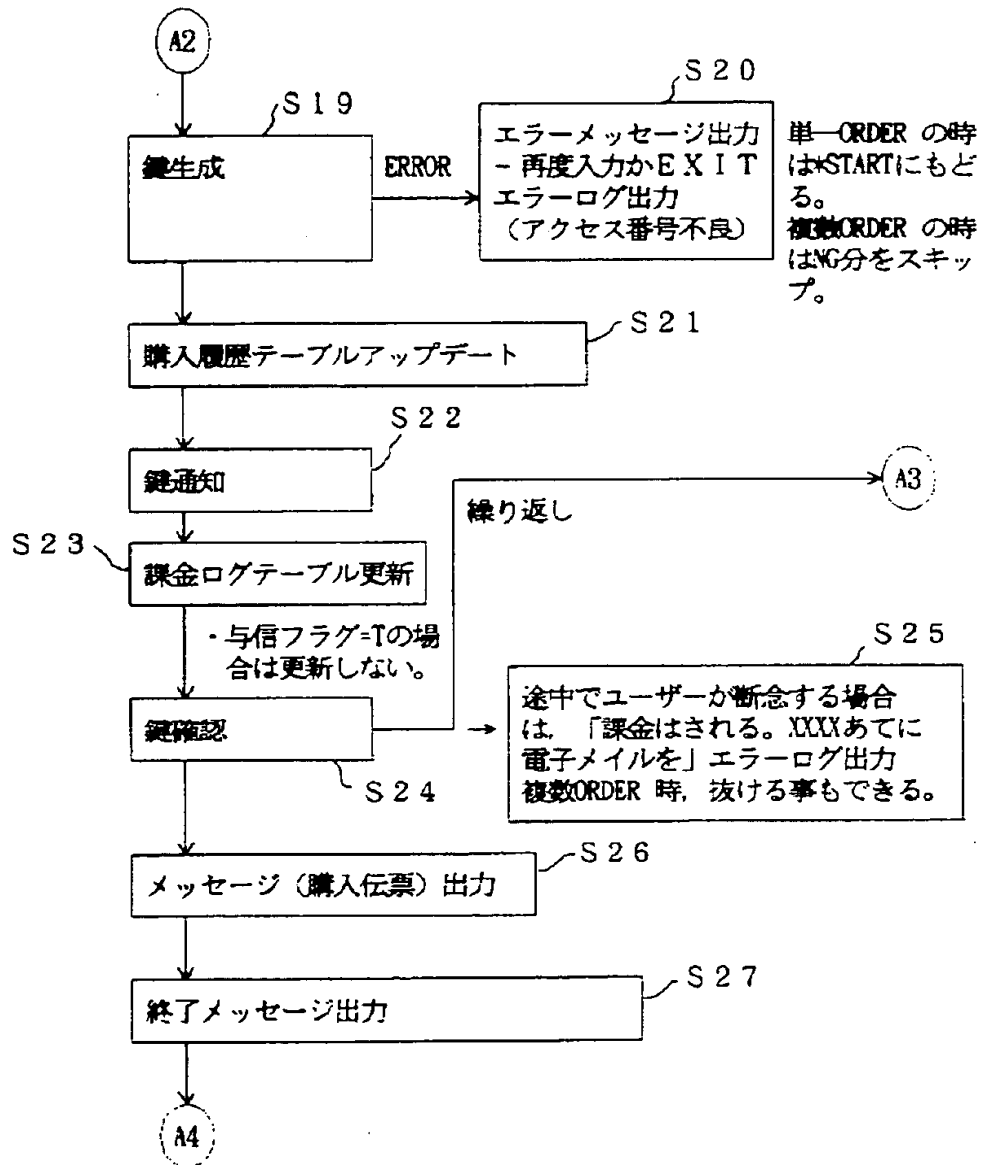 A2
S19
S20
鍵生成
ERROR
エラーメッセージ出力
- 再度入力かEXIT
エラーログ出力
(アクセス番号不良)
単一ORDER の時
は*STARTにもど
る。
複数ORDER の時
はNG分をスキッ
プ。
S21
購入履歴テーブルアップデート
S22
鍵通知
A3
繰り返し
S23
課金ログテーブル更新
・与信フラグ=Tの場
合は更新しない。
S25
鍵確認
S24
途中でユーザーが断念する場合
は,「課金はされる。XXXXあてに
電子メイルを」エラーログ出力
複数ORDER 時, 抜ける事もできる。
S26
メッセージ(購入伝票)出力
S27
終了メッセージ出力
A4